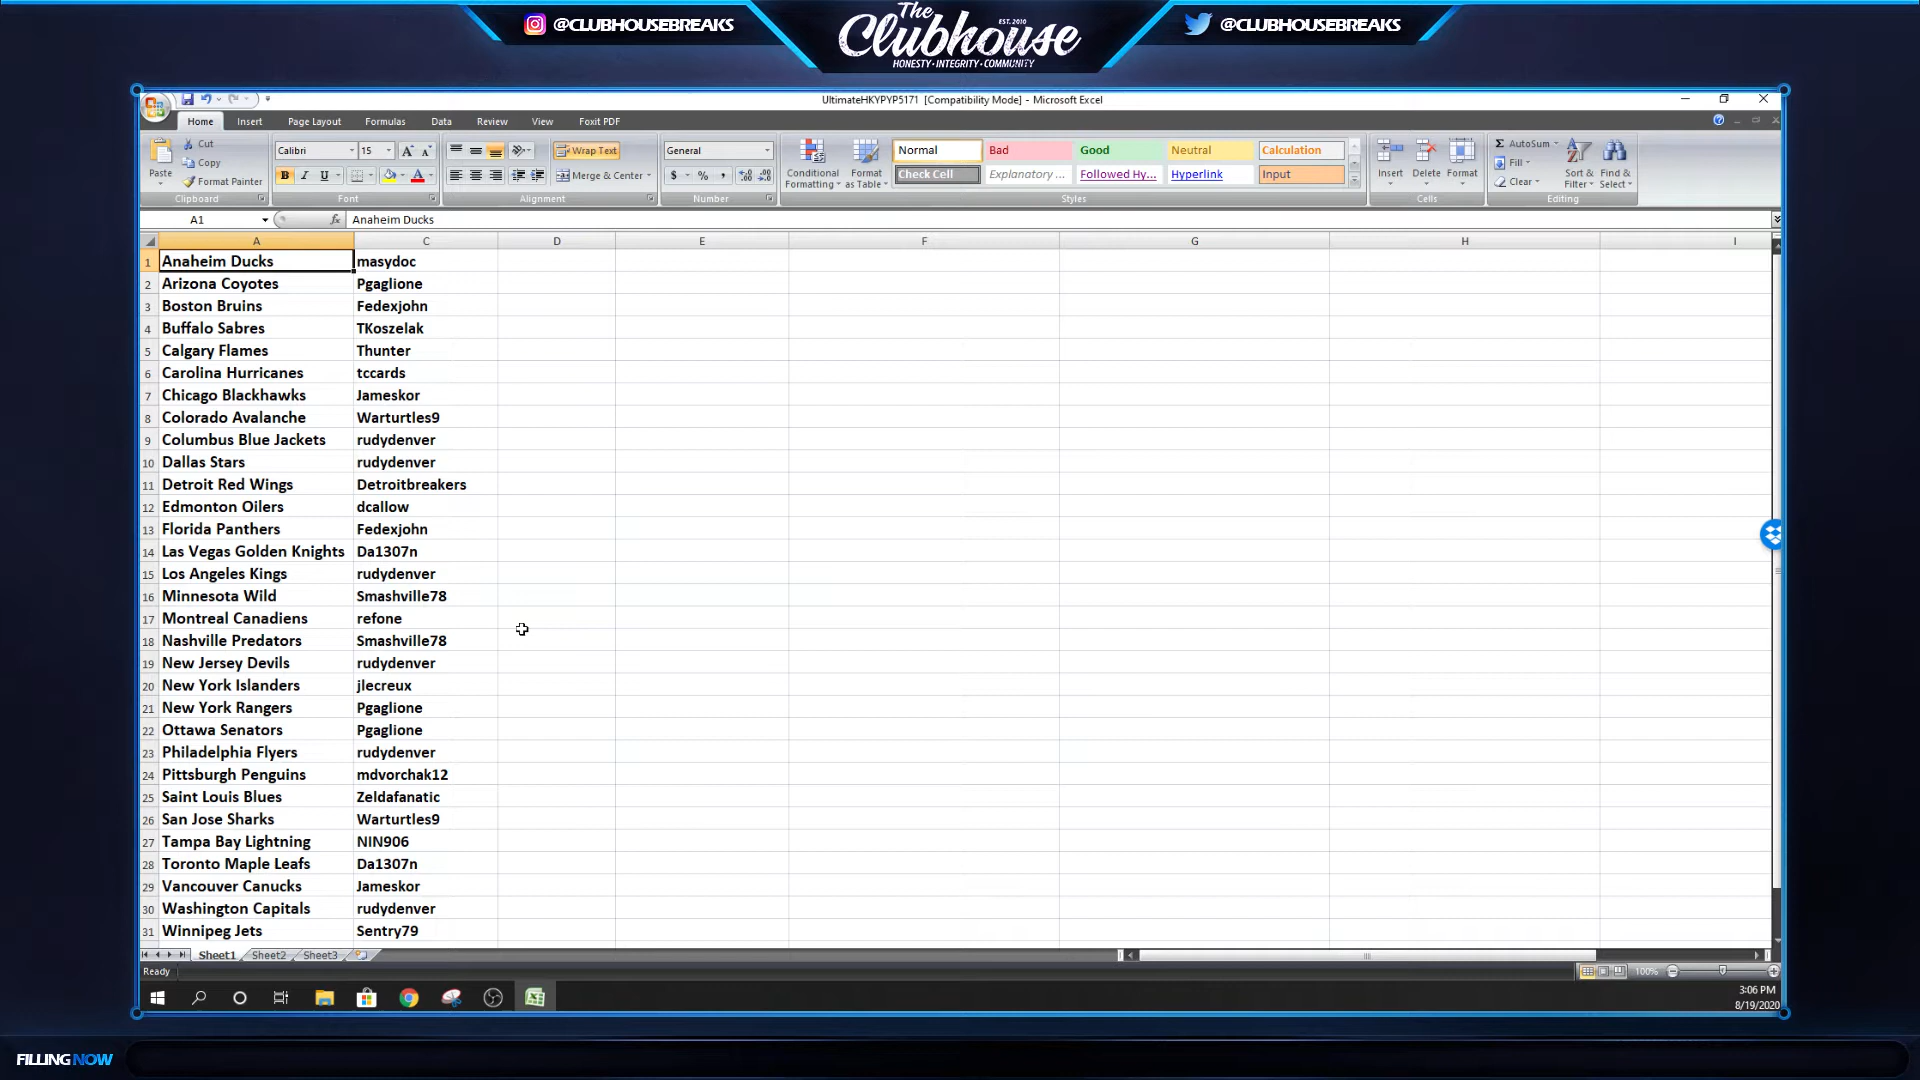 @CLUBHOUSEBREAKS
The
Clubhouse
EST. 2010
HONESTY • INTEGRITY • COMMUNITY
@CLUBHOUSEBREAKS
UltimateHKYPYP5171 [Compatibility Mode] - Microsoft Excel
Home Insert Page Layout Formulas Data Review View Foxit PDF
Paste Cut Copy Format Painter
Calibri 15
B I U
Wrap Text
Merge & Center
General
$ % ,
Conditional Formatting Format as Table
Normal Bad Good Neutral Calculation
Check Cell Explanatory ... Followed Hy... Hyperlink Input
Insert Delete Format
Σ AutoSum
Fill
Clear
Sort & Filter Find & Select
Clipboard Font Alignment Number Styles Cells Editing
A1 fx Anaheim Ducks
A C D E F G H I
1 Anaheim Ducks masydoc
2 Arizona Coyotes Pgaglione
3 Boston Bruins Fedexjohn
4 Buffalo Sabres TKoszelak
5 Calgary Flames Thunter
6 Carolina Hurricanes tccards
7 Chicago Blackhawks Jameskor
8 Colorado Avalanche Warturtles9
9 Columbus Blue Jackets rudydenver
10 Dallas Stars rudydenver
11 Detroit Red Wings Detroitbreakers
12 Edmonton Oilers dcallow
13 Florida Panthers Fedexjohn
14 Las Vegas Golden Knights Da1307n
15 Los Angeles Kings rudydenver
16 Minnesota Wild Smashville78
17 Montreal Canadiens refone
18 Nashville Predators Smashville78
19 New Jersey Devils rudydenver
20 New York Islanders jlecreux
21 New York Rangers Pgaglione
22 Ottawa Senators Pgaglione
23 Philadelphia Flyers rudydenver
24 Pittsburgh Penguins mdvorchak12
25 Saint Louis Blues Zeldafanatic
26 San Jose Sharks Warturtles9
27 Tampa Bay Lightning NIN906
28 Toronto Maple Leafs Da1307n
29 Vancouver Canucks Jameskor
30 Washington Capitals rudydenver
31 Winnipeg Jets Sentry79
Sheet1 Sheet2 Sheet3
Ready 100%
3:06 PM
8/19/2020
FILLING NOW